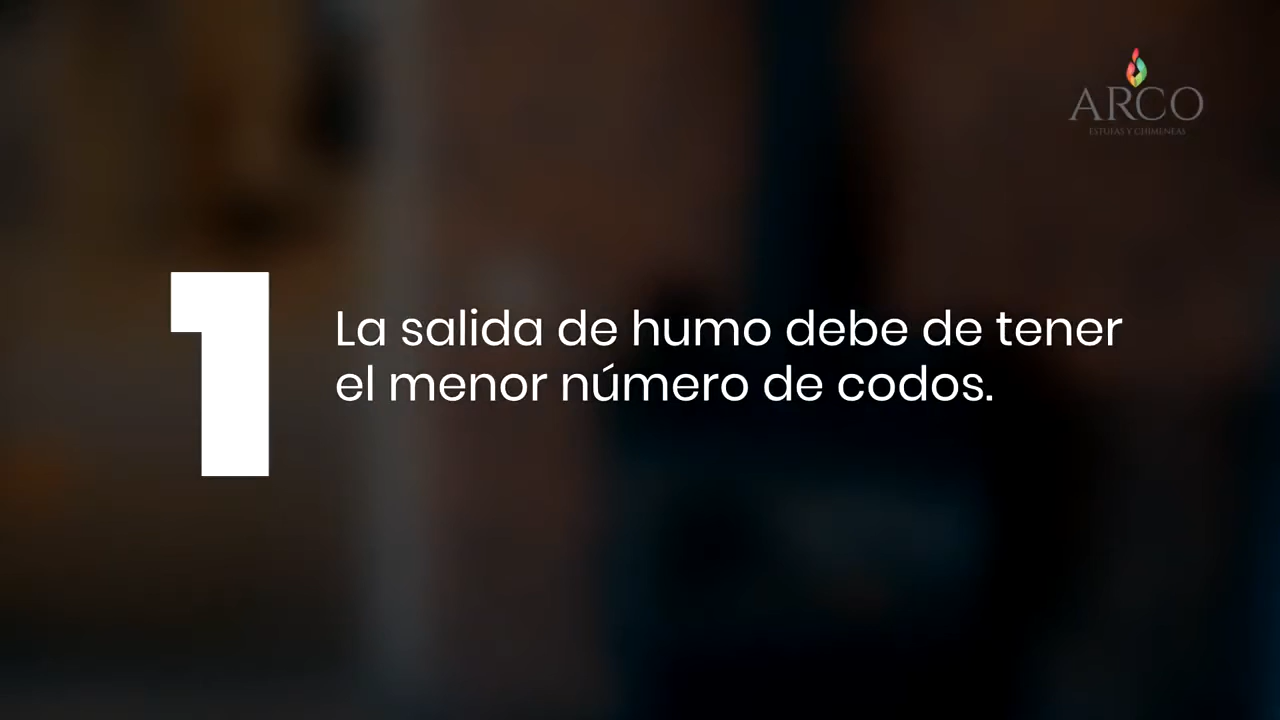 ARCO
ESTUFAS Y CHIMENEAS
1
La salida de humo debe de tener
el menor número de codos.